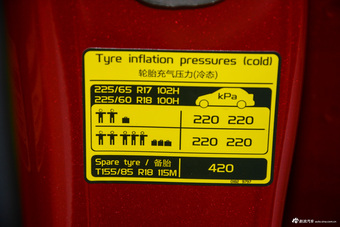 Tyre inflation pressures (cold)
轮胎充气压力(冷态)
225/65 R17 102H
225/60 R18 100H
kPa
220 220
220 220
Spare tyre / 备胎
T155/85 R18 115M
420